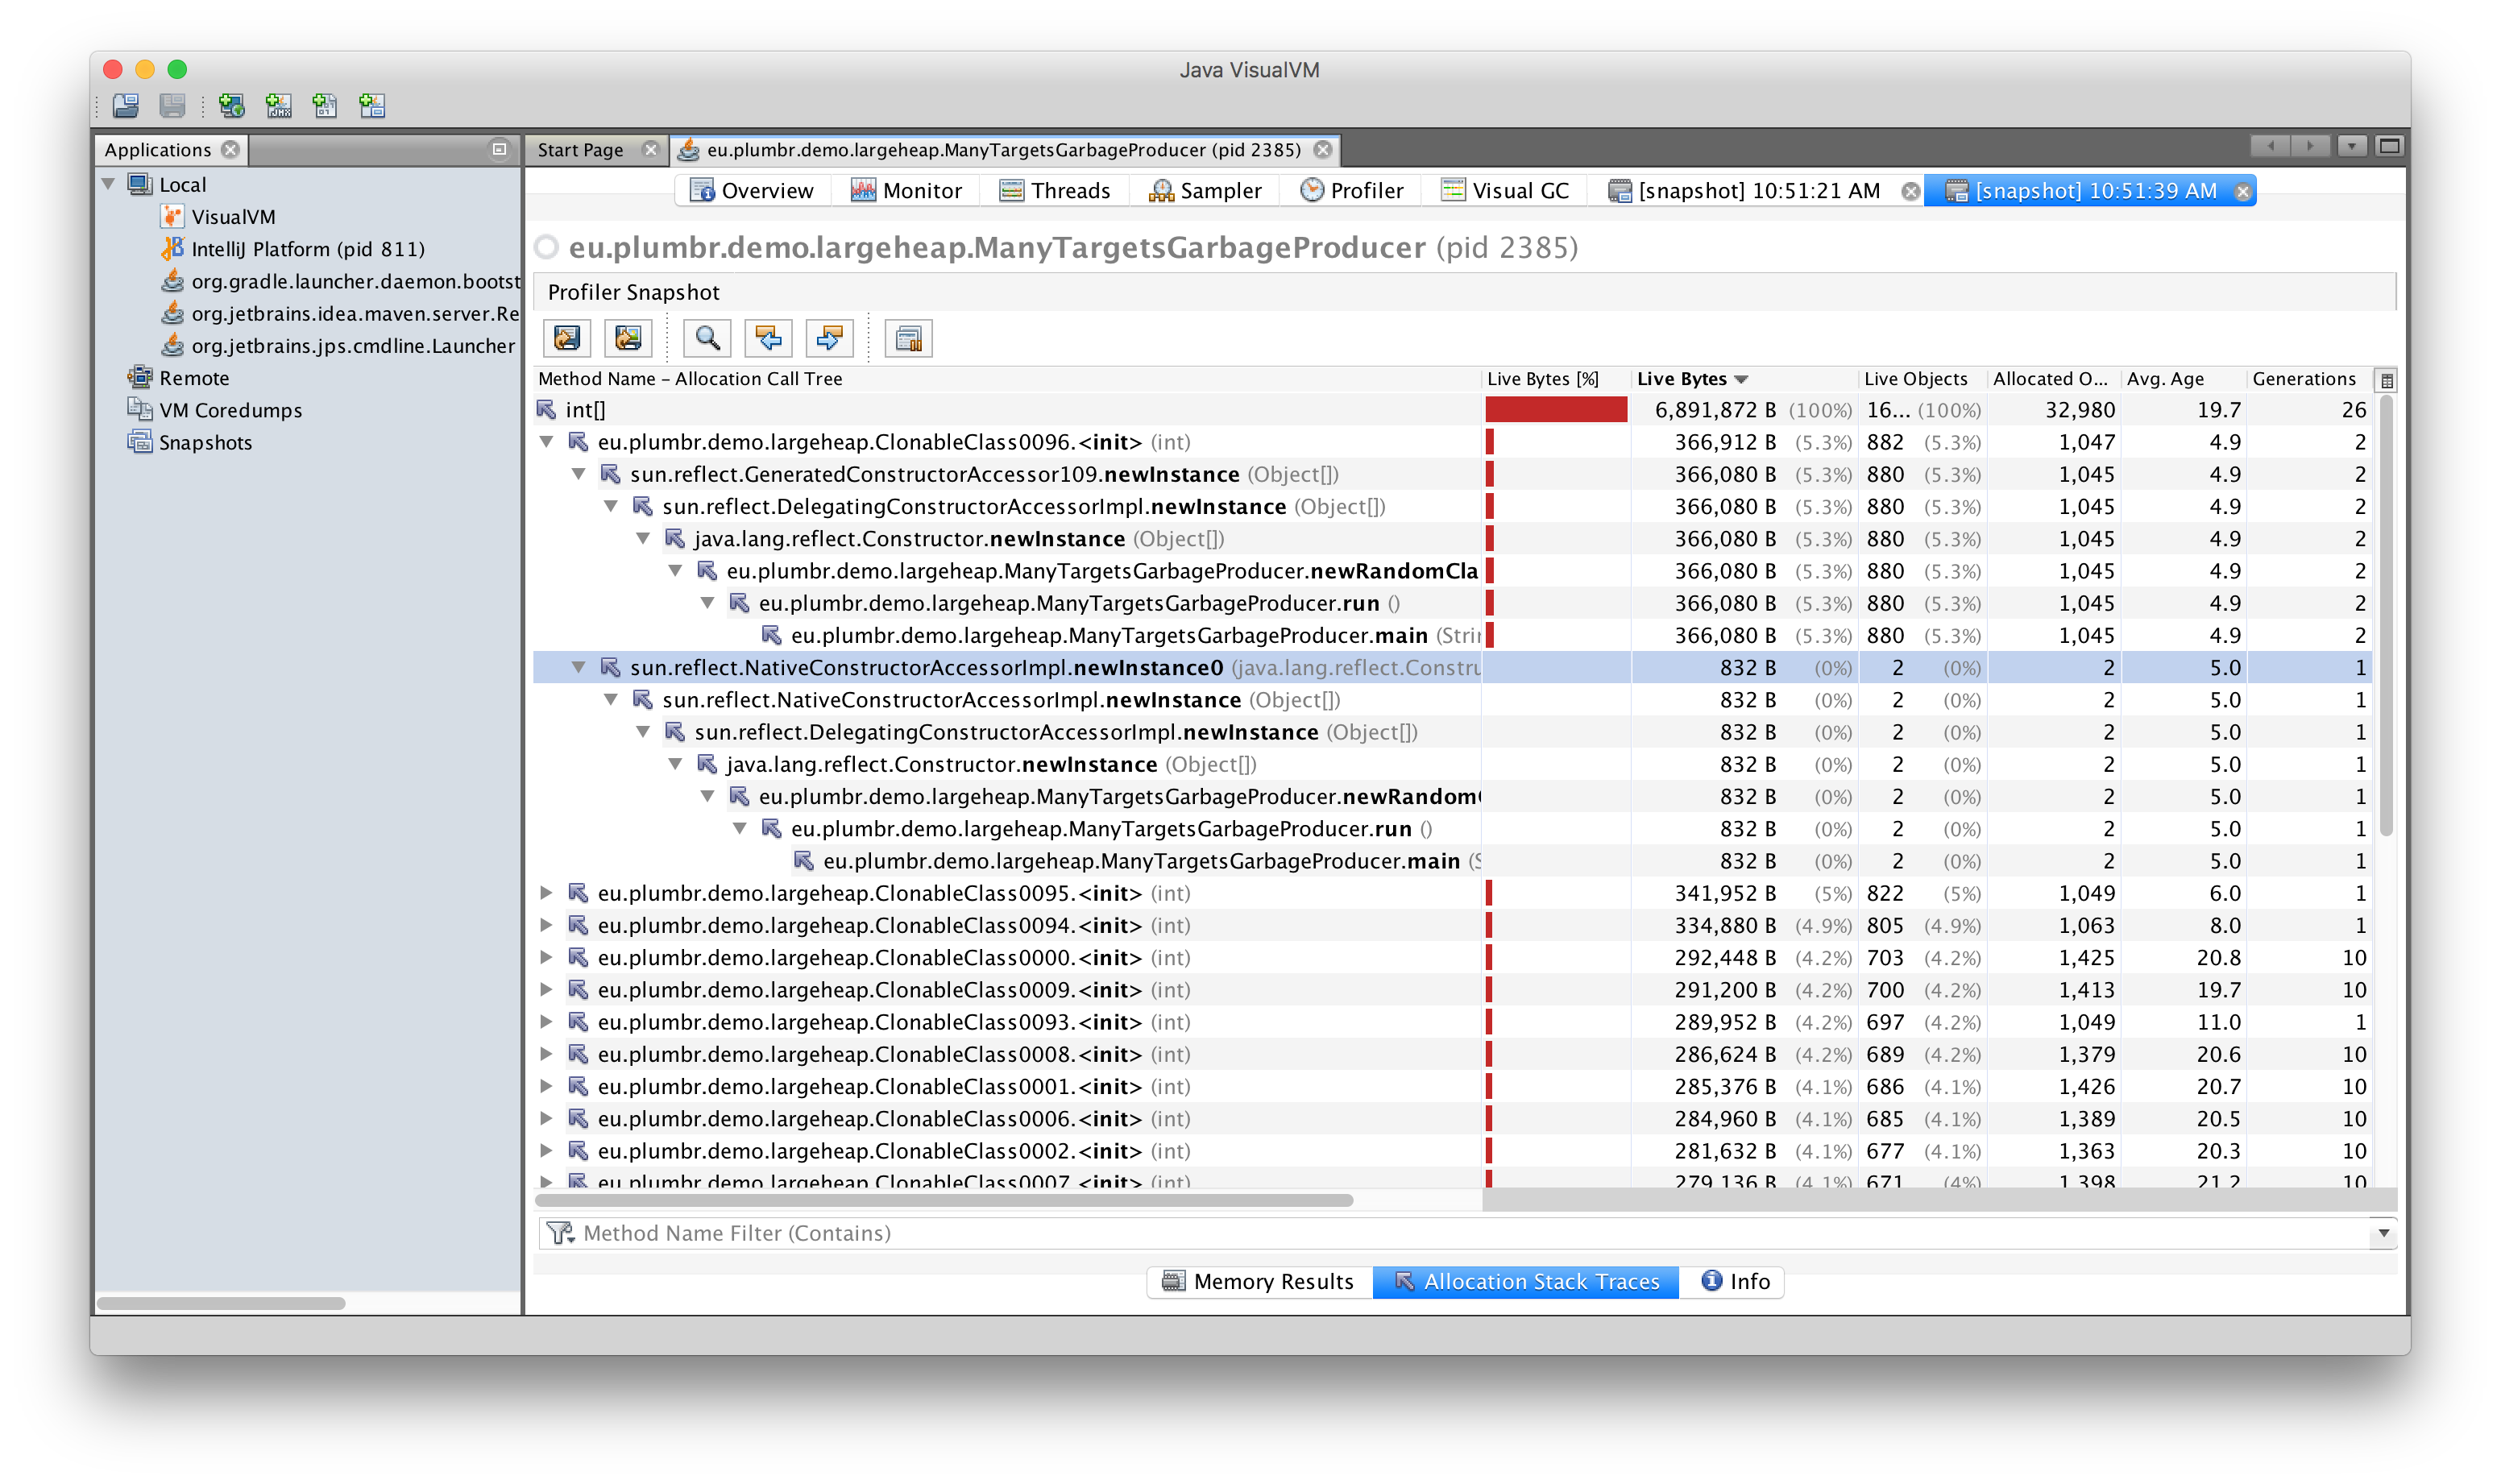 Java VisualVM
Applications
Start Page
eu.plumbr.demo.largeheap.ManyTargetsGarbageProducer (pid 2385)
Local
VisualVM
IntelliJ Platform (pid 811)
org.gradle.launcher.daemon.bootst
org.jetbrains.idea.maven.server.Re
org.jetbrains.jps.cmdline.Launcher
Remote
VM Coredumps
Snapshots
Overview Monitor Threads Sampler Profiler Visual GC [snapshot] 10:51:21 AM [snapshot] 10:51:39 AM
eu.plumbr.demo.largeheap.ManyTargetsGarbageProducer (pid 2385)
Profiler Snapshot
Method Name – Allocation Call Tree Live Bytes [%] Live Bytes Live Objects Allocated O... Avg. Age Generations
int[] 6,891,872 B (100%) 16... (100%) 32,980 19.7 26
eu.plumbr.demo.largeheap.ClonableClass0096.<init> (int) 366,912 B (5.3%) 882 (5.3%) 1,047 4.9 2
sun.reflect.GeneratedConstructorAccessor109.newInstance (Object[]) 366,080 B (5.3%) 880 (5.3%) 1,045 4.9 2
sun.reflect.DelegatingConstructorAccessorImpl.newInstance (Object[]) 366,080 B (5.3%) 880 (5.3%) 1,045 4.9 2
java.lang.reflect.Constructor.newInstance (Object[]) 366,080 B (5.3%) 880 (5.3%) 1,045 4.9 2
eu.plumbr.demo.largeheap.ManyTargetsGarbageProducer.newRandomCla 366,080 B (5.3%) 880 (5.3%) 1,045 4.9 2
eu.plumbr.demo.largeheap.ManyTargetsGarbageProducer.run () 366,080 B (5.3%) 880 (5.3%) 1,045 4.9 2
eu.plumbr.demo.largeheap.ManyTargetsGarbageProducer.main (Strin 366,080 B (5.3%) 880 (5.3%) 1,045 4.9 2
sun.reflect.NativeConstructorAccessorImpl.newInstance0 (java.lang.reflect.Constru 832 B (0%) 2 (0%) 2 5.0 1
sun.reflect.NativeConstructorAccessorImpl.newInstance (Object[]) 832 B (0%) 2 (0%) 2 5.0 1
sun.reflect.DelegatingConstructorAccessorImpl.newInstance (Object[]) 832 B (0%) 2 (0%) 2 5.0 1
java.lang.reflect.Constructor.newInstance (Object[]) 832 B (0%) 2 (0%) 2 5.0 1
eu.plumbr.demo.largeheap.ManyTargetsGarbageProducer.newRandom 832 B (0%) 2 (0%) 2 5.0 1
eu.plumbr.demo.largeheap.ManyTargetsGarbageProducer.run () 832 B (0%) 2 (0%) 2 5.0 1
eu.plumbr.demo.largeheap.ManyTargetsGarbageProducer.main (S 832 B (0%) 2 (0%) 2 5.0 1
eu.plumbr.demo.largeheap.ClonableClass0095.<init> (int) 341,952 B (5%) 822 (5%) 1,049 6.0 1
eu.plumbr.demo.largeheap.ClonableClass0094.<init> (int) 334,880 B (4.9%) 805 (4.9%) 1,063 8.0 1
eu.plumbr.demo.largeheap.ClonableClass0000.<init> (int) 292,448 B (4.2%) 703 (4.2%) 1,425 20.8 10
eu.plumbr.demo.largeheap.ClonableClass0009.<init> (int) 291,200 B (4.2%) 700 (4.2%) 1,413 19.7 10
eu.plumbr.demo.largeheap.ClonableClass0093.<init> (int) 289,952 B (4.2%) 697 (4.2%) 1,049 11.0 1
eu.plumbr.demo.largeheap.ClonableClass0008.<init> (int) 286,624 B (4.2%) 689 (4.2%) 1,379 20.6 10
eu.plumbr.demo.largeheap.ClonableClass0001.<init> (int) 285,376 B (4.1%) 686 (4.1%) 1,426 20.7 10
eu.plumbr.demo.largeheap.ClonableClass0006.<init> (int) 284,960 B (4.1%) 685 (4.1%) 1,389 20.5 10
eu.plumbr.demo.largeheap.ClonableClass0002.<init> (int) 281,632 B (4.1%) 677 (4.1%) 1,363 20.3 10
eu.plumbr.demo.largeheap.ClonableClass0007.<init> (int) 279,136 B (4.1%) 671 (4%) 1,398 21.2 10
Method Name Filter (Contains)
Memory Results Allocation Stack Traces Info